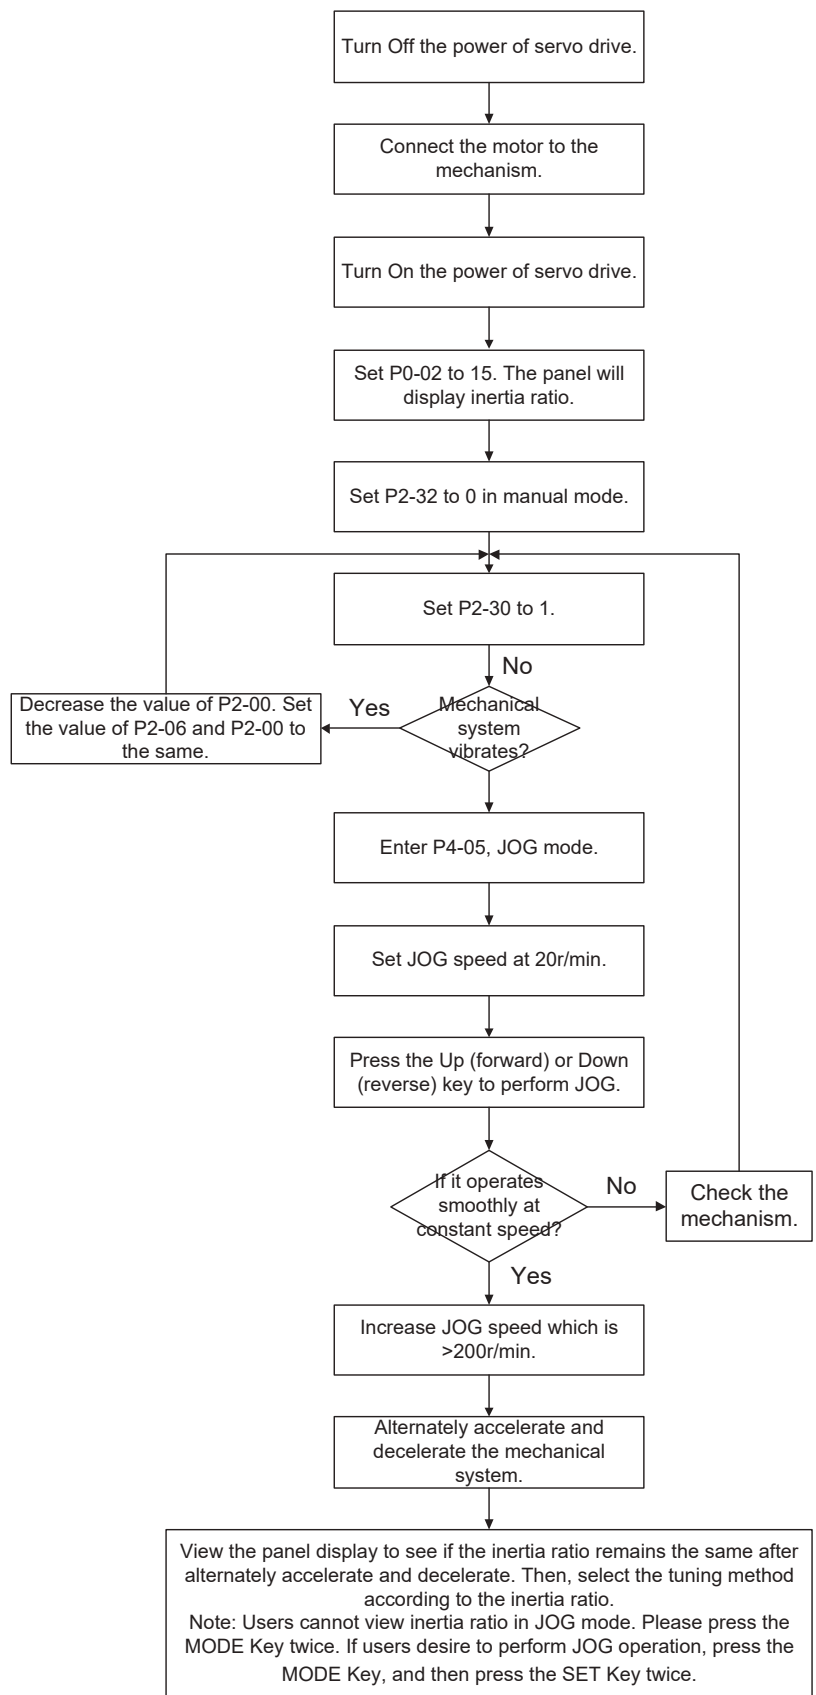 Turn Off the power of servo drive.
Connect the motor to the
mechanism.
Turn On the power of servo drive.
Set P0-02 to 15. The panel will
display inertia ratio.
Set P2-32 to 0 in manual mode.
Set P2-30 to 1.
No
Decrease the value of P2-00. Set
the value of P2-06 and P2-00 to
the same.
Yes
Mechanical
system
vibrates?
Enter P4-05, JOG mode.
Set JOG speed at 20r/min.
Press the Up (forward) or Down
(reverse) key to perform JOG.
If it operates
smoothly at
constant speed?
No
Check the
mechanism.
Yes
Increase JOG speed which is
>200r/min.
Alternately accelerate and
decelerate the mechanical
system.
View the panel display to see if the inertia ratio remains the same after
alternately accelerate and decelerate. Then, select the tuning method
according to the inertia ratio.
Note: Users cannot view inertia ratio in JOG mode. Please press the
MODE Key twice. If users desire to perform JOG operation, press the
MODE Key, and then press the SET Key twice.